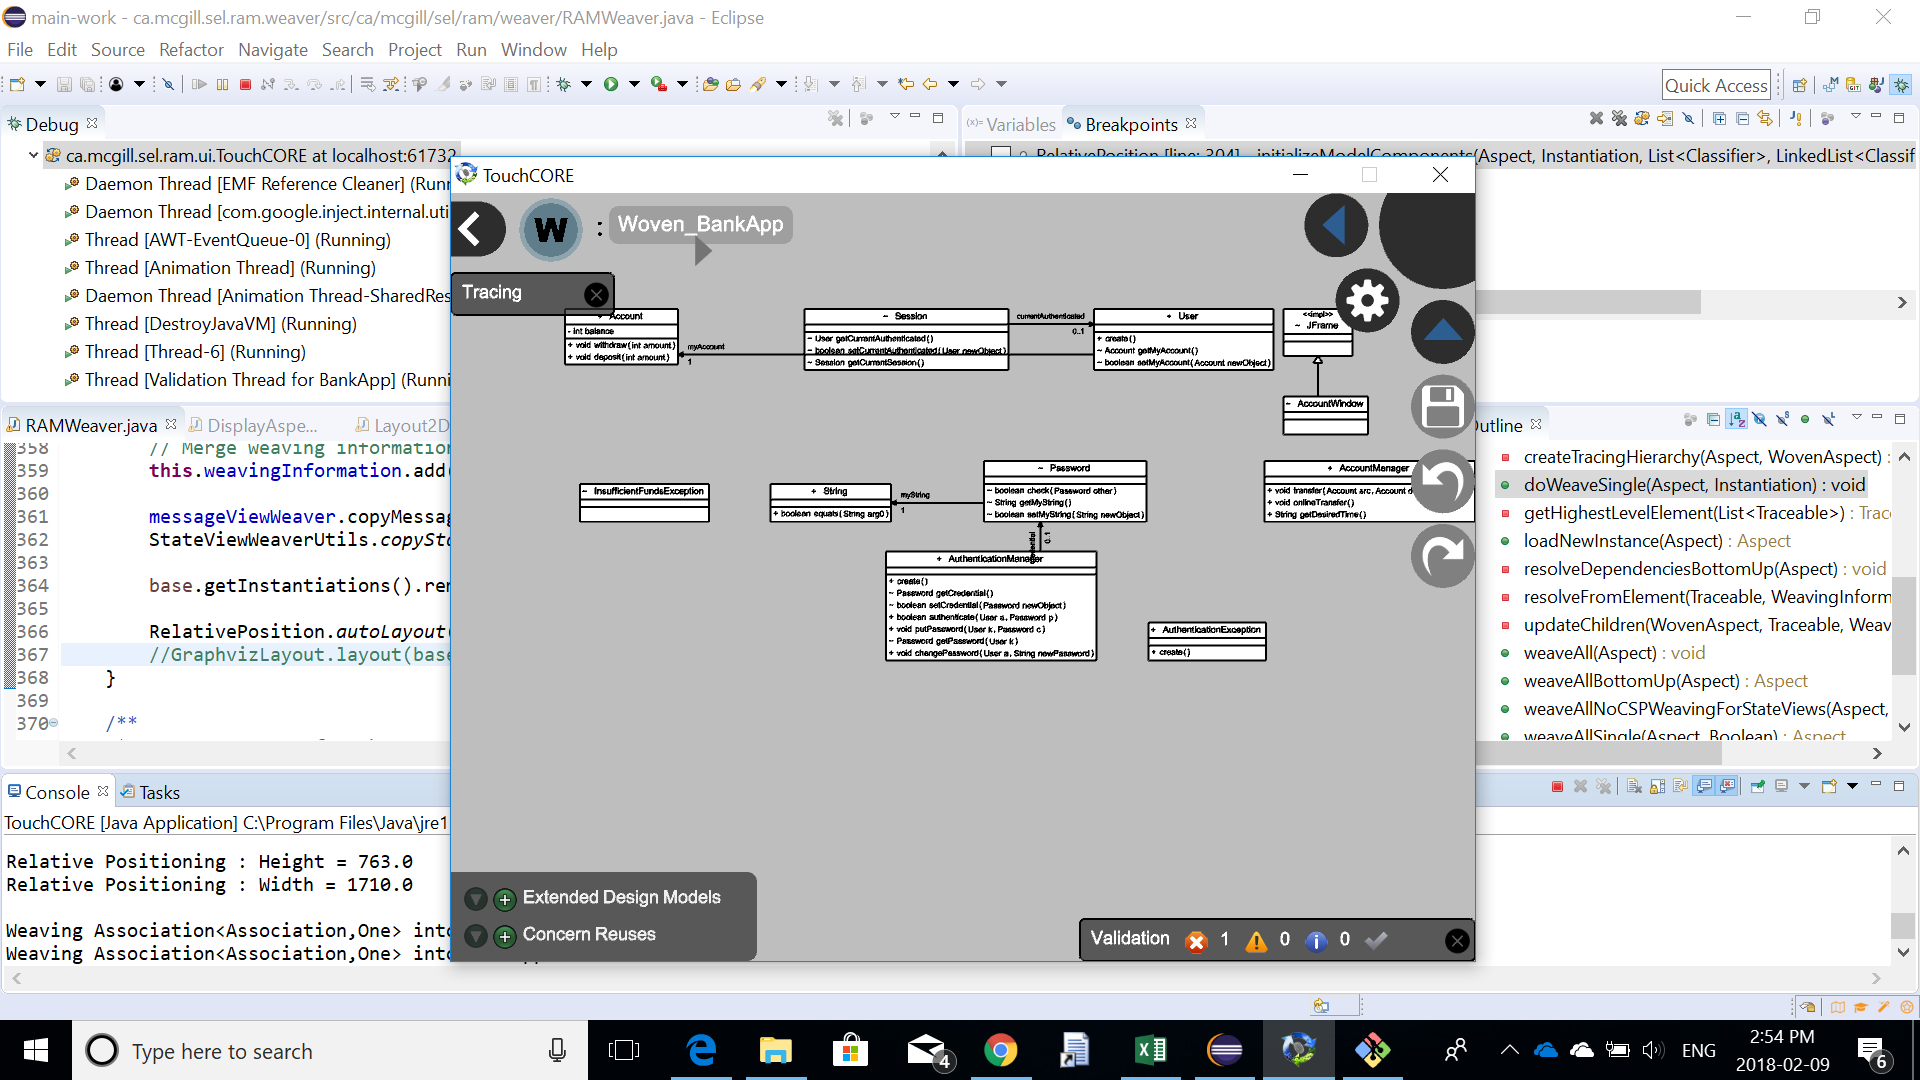 main-work - ca.mcgill.sel.ram.weaver/src/ca/mcgill/sel/ram/weaver/RAMWeaver.java - Eclipse
File Edit Source Refactor Navigate Search Project Run Window Help
Quick Access
Debug
Variables
Breakpoints
ca.mcgill.sel.ram.ui.TouchCORE at localhost:61732
RelativePosition [line: 304] - initializeModelComponents(Aspect, Instantiation, List<Classifier>, LinkedList<Classif
Daemon Thread [EMF Reference Cleaner] (Runn
Daemon Thread [com.google.inject.internal.uti
Thread [AWT-EventQueue-0] (Running)
Thread [Animation Thread] (Running)
Daemon Thread [Animation Thread-SharedRes
Thread [DestroyJavaVM] (Running)
Thread [Thread-6] (Running)
Thread [Validation Thread for BankApp] (Runni
TouchCORE
W : Woven_BankApp
Tracing
Account
- int balance
+ void withdraw(int amount)
+ void deposit(int amount)
myAccount
1
~ Session
~ User getCurrentAuthenticated()
~ boolean setCurrentAuthenticated(User newObject)
~ Session getCurrentSession()
currentAuthenticated
0..1
+ User
+ create()
~ Account getMyAccount()
~ boolean setMyAccount(Account newObject)
<<impl>>
~ JFrame
~ AccountWindow
~ InsufficientFundsException
+ String
+ boolean equals(String arg0)
myString
1
~ Password
~ boolean check(Password other)
~ String getMyString()
~ boolean setMyString(String newObject)
+ AccountManager
+ void transfer(Account src, Account d
+ void onlineTransfer()
+ String getDesiredTime()
0..1
+ AuthenticationManager
+ create()
~ Password getCredential()
~ boolean setCredential(Password newObject)
+ boolean authenticate(User a, Password p)
+ void putPassword(User k, Password c)
~ Password getPassword(User k)
+ void changePassword(User a, String newPassword)
+ AuthenticationException
+ create()
Extended Design Models
Concern Reuses
Validation 1 0 0
RAMWeaver.java
DisplayAspe...
Layout2D
358 // Merge weaving information
359 this.weavingInformation.add(
360
361 messageViewWeaver.copyMessag
362 StateViewWeaverUtils.copySta
363
364 base.getInstantiations().rem
365
366 RelativePosition.autoLayout(
367 //GraphvizLayout.layout(base
368 }
369
370 /**
Outline
createTracingHierarchy(Aspect, WovenAspect) :
doWeaveSingle(Aspect, Instantiation) : void
getHighestLevelElement(List<Traceable>) : Trac
loadNewInstance(Aspect) : Aspect
resolveDependenciesBottomUp(Aspect) : void
resolveFromElement(Traceable, WeavingInform
updateChildren(WovenAspect, Traceable, Weav
weaveAll(Aspect) : void
weaveAllBottomUp(Aspect) : Aspect
weaveAllNoCSPWeavingForStateViews(Aspect,
weaveAllSingle(Aspect, Boolean) : Aspect
Console
Tasks
TouchCORE [Java Application] C:\Program Files\Java\jre1
Relative Positioning : Height = 763.0
Relative Positioning : Width = 1710.0
Weaving Association<Association,One> into
Weaving Association<Association,One> into
Type here to search
4
ENG
2:54 PM
2018-02-09
6